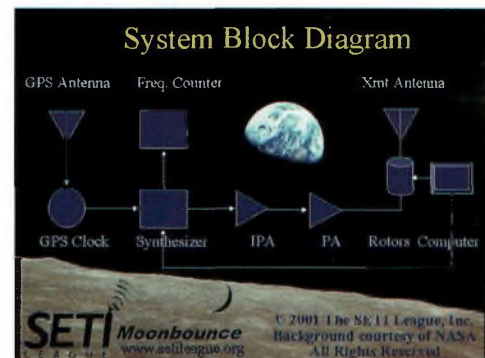 System Block Diagram
GPS Antenna Freq. Counter Xmt Antenna
GPS Clock Synthesizer IPA PA Rotors Computer
SETI
LEAGUE
Moonbounce
www.setileague.org
© 2001 The SETI League, Inc.
Background courtesy of NASA
All Rights Reserved